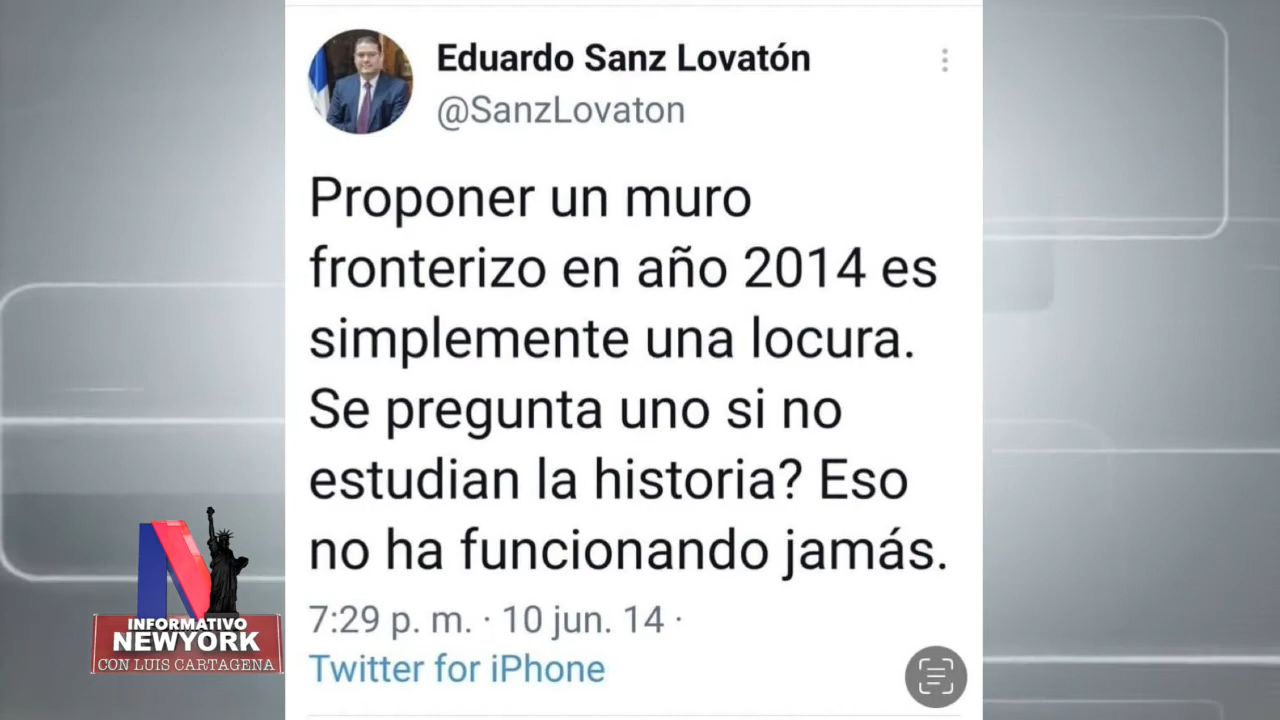 Eduardo Sanz Lovatón
@SanzLovaton
Proponer un muro
fronterizo en año 2014 es
simplemente una locura.
Se pregunta uno si no
estudian la historia? Eso
no ha funcionando jamás.
7:29 p. m. · 10 jun. 14 ·
Twitter for iPhone
INFORMATIVO
NEWYORK
CON LUIS CARTAGENA